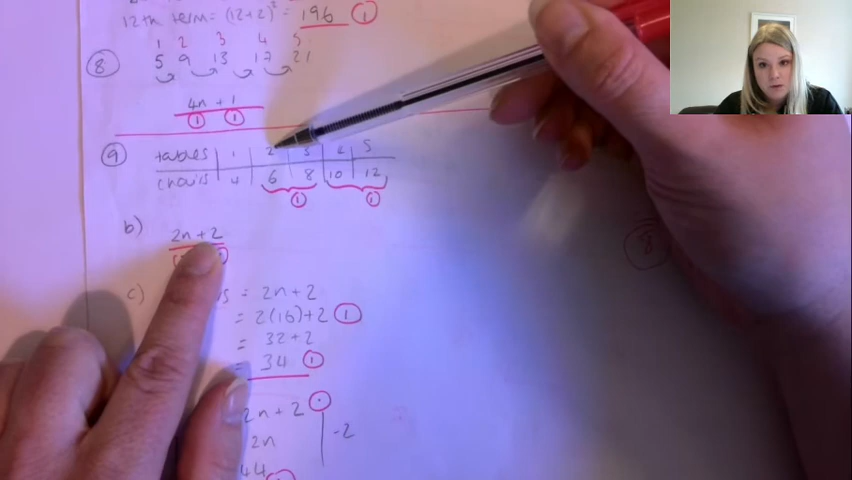 12th term = (12+2)² = 196 ①
1 2 3 4 5
⑧ 5 9 13 17 21
4n + 1
① ①
⑨ tables 1 2 3 4 5
chairs 4 6 8 10 12
① ①
b)
2n + 2
c) = 2n + 2
= 2(16) + 2 ①
= 32 + 2
= 34 ①
2n + 2
2n -2
44
8